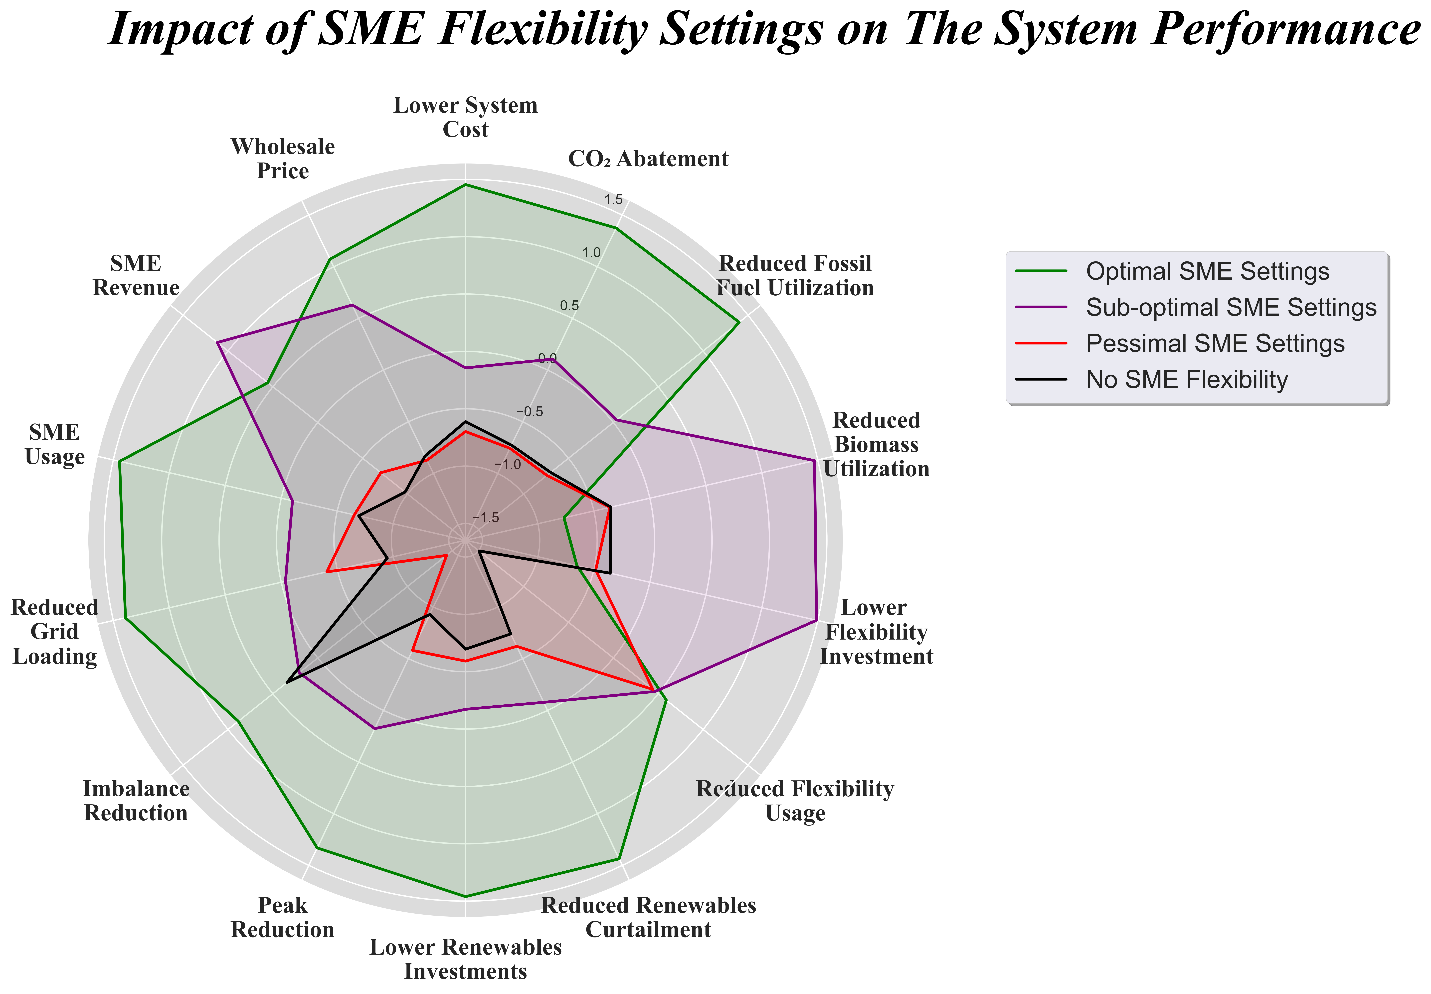 Impact of SME Flexibility Settings on The System Performance
Lower System
Cost
CO₂ Abatement
Wholesale
Price
1.5
1.0
0.5
0.0
−0.5
−1.0
−1.5
Reduced Fossil
Fuel Utilization
SME
Revenue
Reduced
Biomass
Utilization
SME
Usage
Lower
Flexibility
Investment
Reduced
Grid
Loading
Reduced Flexibility
Usage
Imbalance
Reduction
Reduced Renewables
Curtailment
Peak
Reduction
Lower Renewables
Investments
Optimal SME Settings
Sub-optimal SME Settings
Pessimal SME Settings
No SME Flexibility